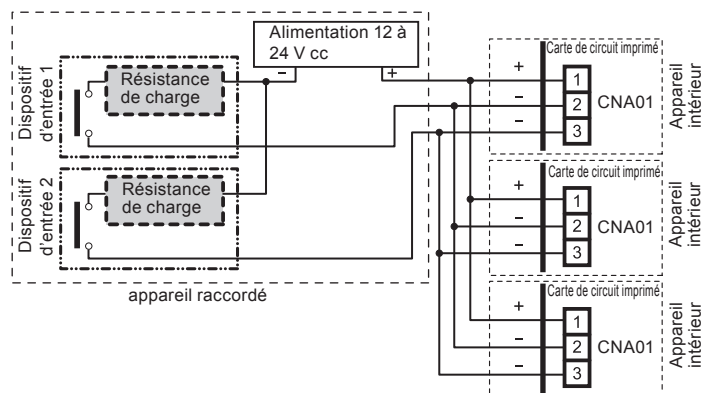 Alimentation 12 à
24 V cc
−
+
Dispositif
d'entrée 1
Résistance
de charge
Dispositif
d'entrée 2
Résistance
de charge
appareil raccordé
Carte de circuit imprimé
+
−
−
1
2
3
CNA01
Appareil
intérieur
Carte de circuit imprimé
+
−
−
1
2
3
CNA01
Appareil
intérieur
Carte de circuit imprimé
+
−
−
1
2
3
CNA01
Appareil
intérieur